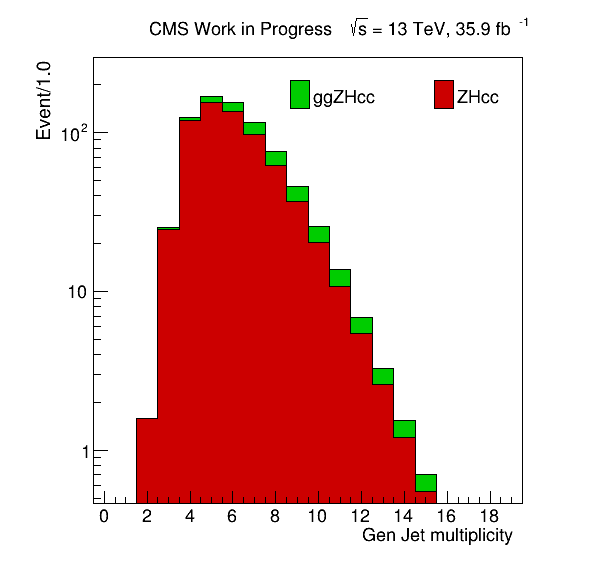 CMS Work in Progress √s = 13 TeV, 35.9 fb⁻¹
Event/1.0
ggZHcc ZHcc
10²
10
1
0 2 4 6 8 10 12 14 16 18
Gen Jet multiplicity